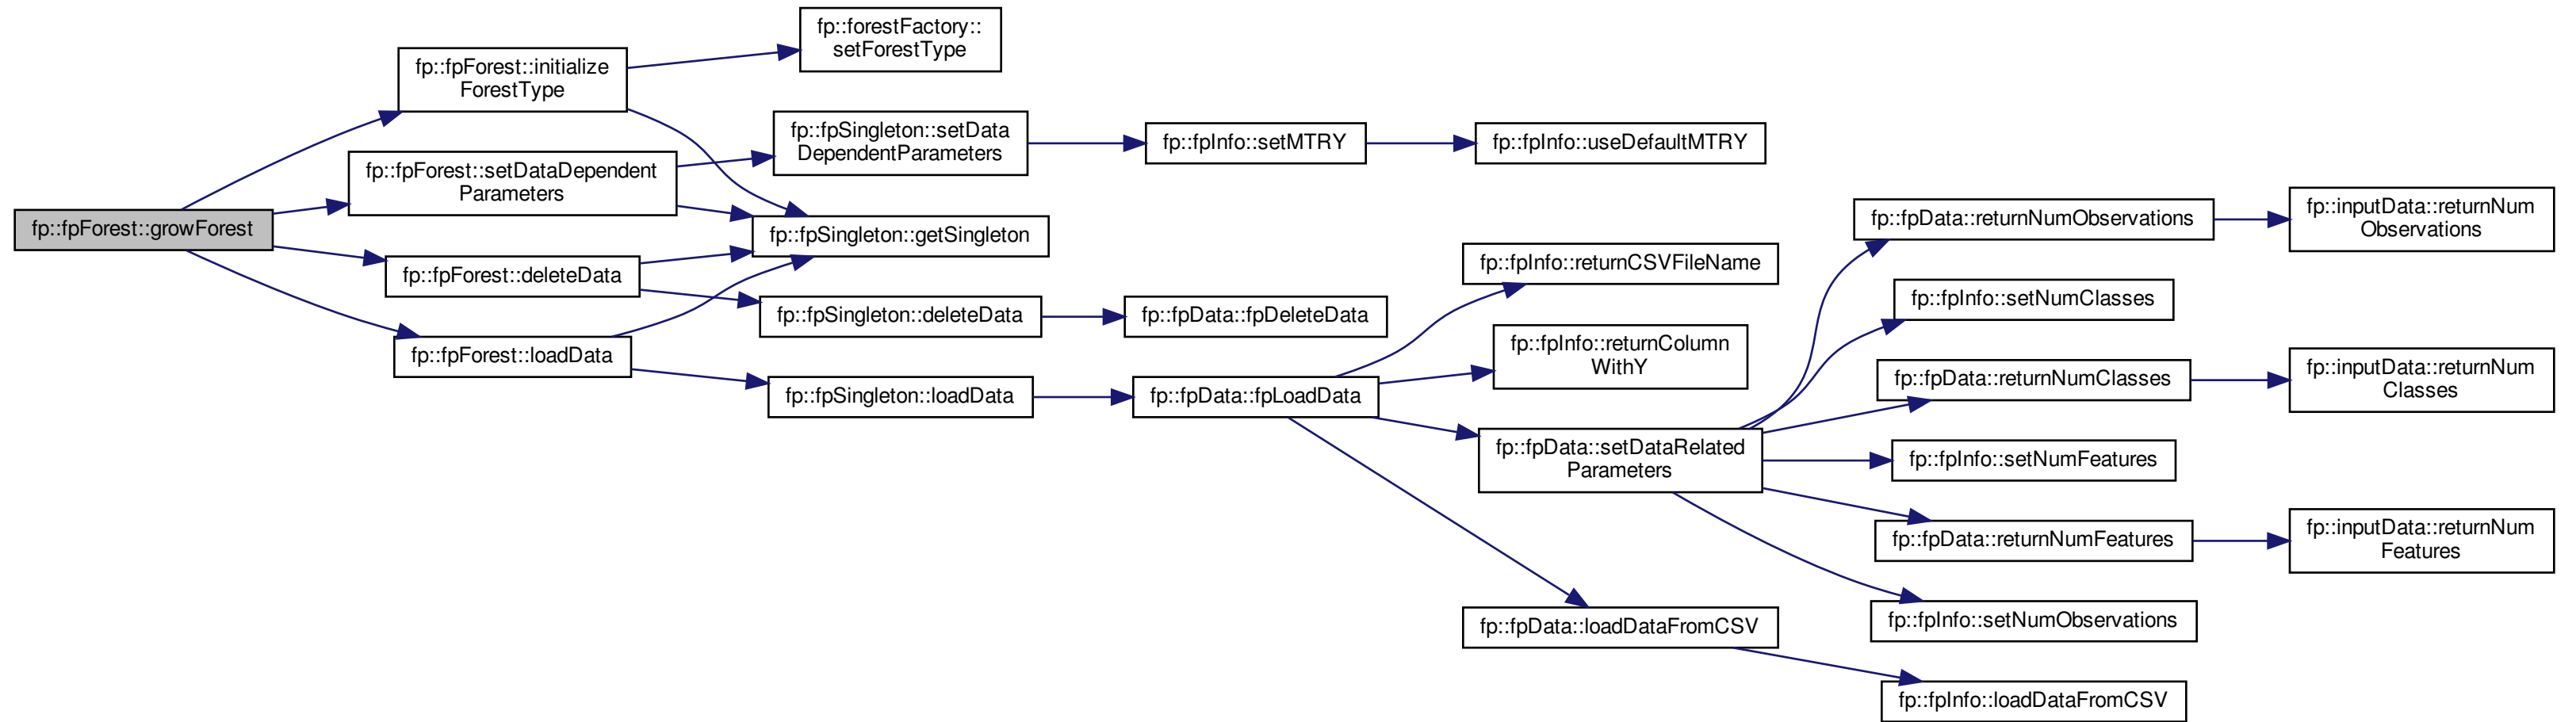 fp::fpForest::growForest
fp::fpForest::initialize
ForestType
fp::fpForest::setDataDependent
Parameters
fp::fpForest::deleteData
fp::fpForest::loadData
fp::forestFactory::
setForestType
fp::fpSingleton::setData
DependentParameters
fp::fpSingleton::getSingleton
fp::fpSingleton::deleteData
fp::fpSingleton::loadData
fp::fpInfo::setMTRY
fp::fpData::fpDeleteData
fp::fpData::fpLoadData
fp::fpInfo::useDefaultMTRY
fp::fpInfo::returnCSVFileName
fp::fpInfo::returnColumn
WithY
fp::fpData::setDataRelated
Parameters
fp::fpData::loadDataFromCSV
fp::fpData::returnNumObservations
fp::fpInfo::setNumClasses
fp::fpData::returnNumClasses
fp::fpInfo::setNumFeatures
fp::fpData::returnNumFeatures
fp::fpInfo::setNumObservations
fp::fpInfo::loadDataFromCSV
fp::inputData::returnNum
Observations
fp::inputData::returnNum
Classes
fp::inputData::returnNum
Features